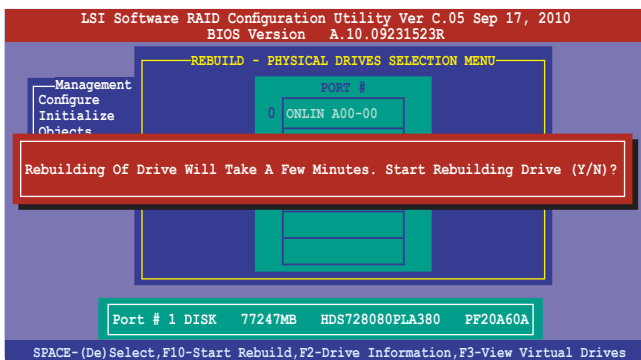 LSI Software RAID Configuration Utility Ver C.05 Sep 17, 2010
BIOS Version A.10.09231523R
REBUILD - PHYSICAL DRIVES SELECTION MENU
Management
Configure
Initialize
Objects
PORT #
0 ONLIN A00-00
Rebuilding Of Drive Will Take A Few Minutes. Start Rebuilding Drive (Y/N)?
Port # 1 DISK 77247MB HDS728080PLA380 PF20A60A
SPACE-(De)Select,F10-Start Rebuild,F2-Drive Information,F3-View Virtual Drives